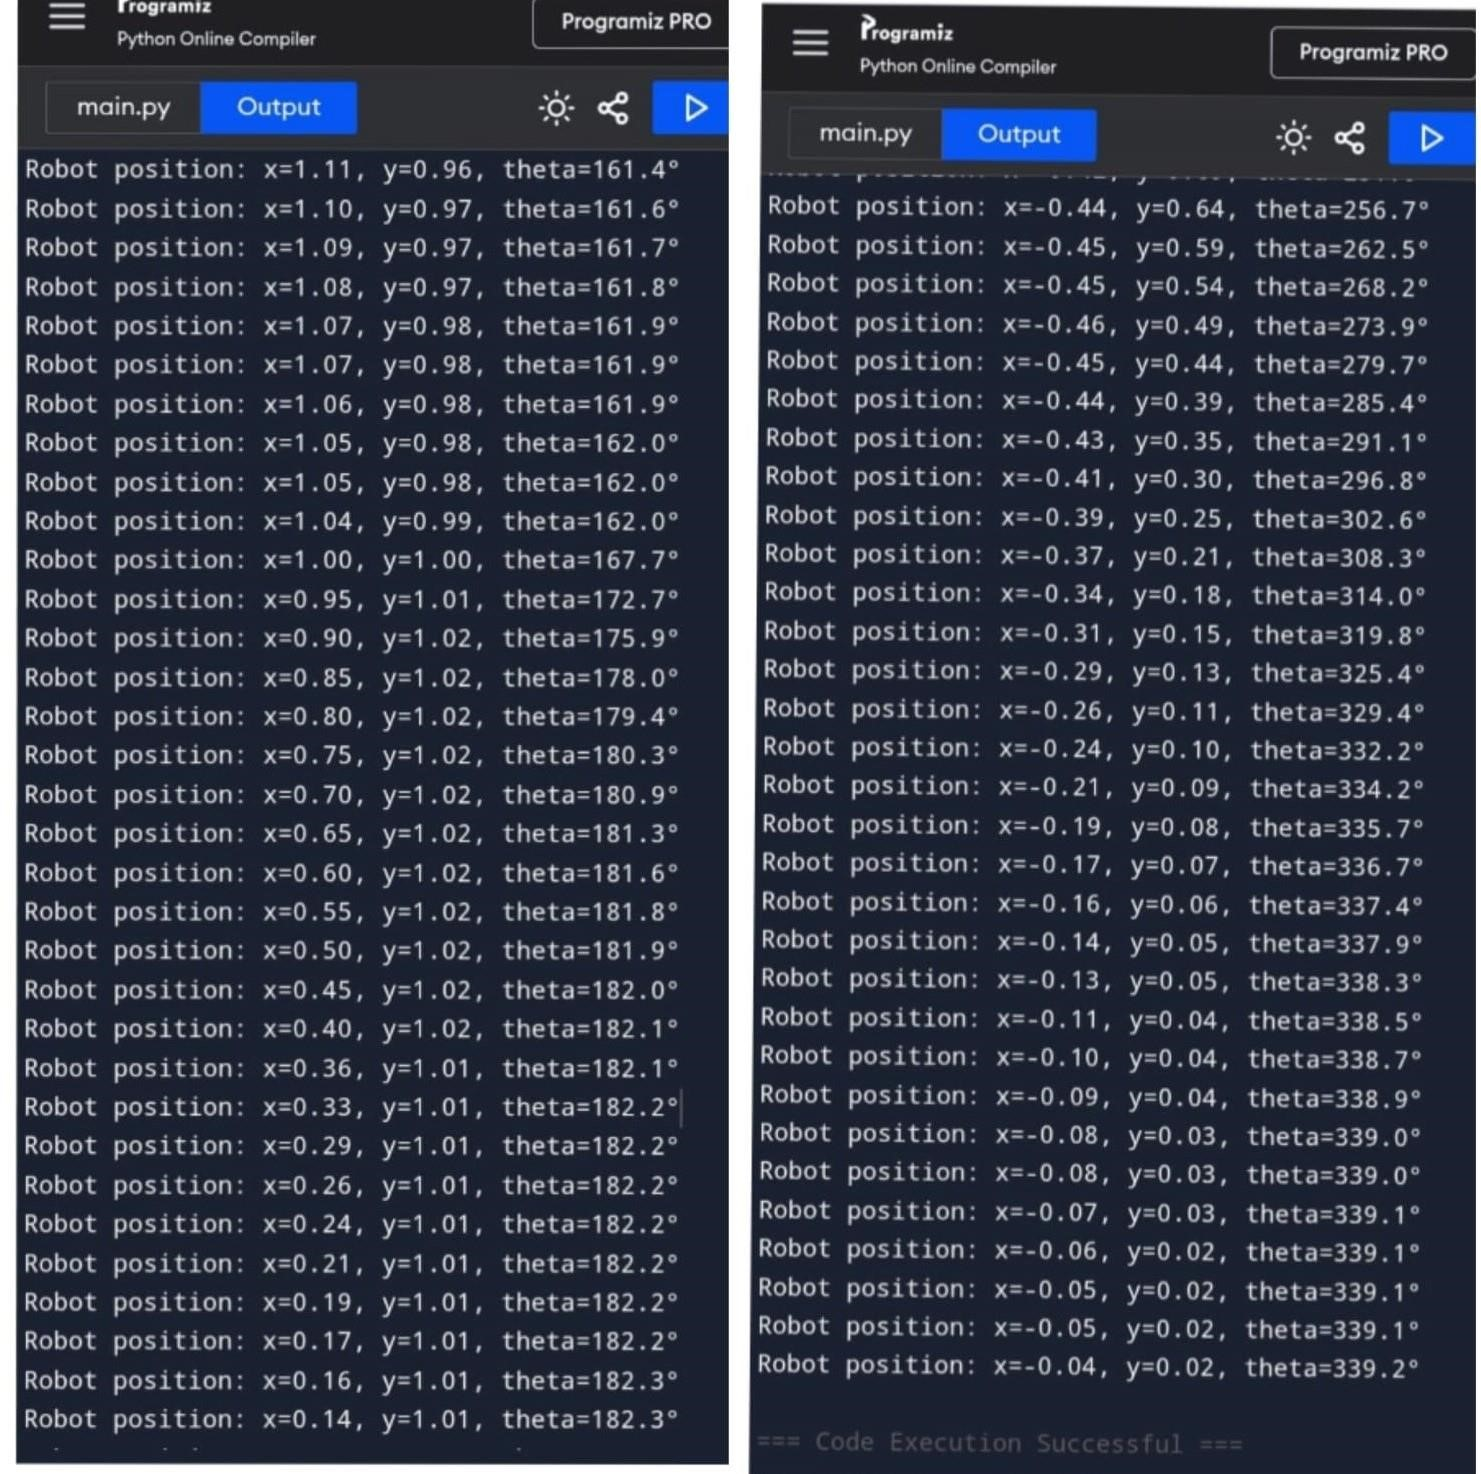 Programiz
Python Online Compiler
Programiz PRO
main.py
Output
Robot position: x=1.11, y=0.96, theta=161.4°
Robot position: x=1.10, y=0.97, theta=161.6°
Robot position: x=1.09, y=0.97, theta=161.7°
Robot position: x=1.08, y=0.97, theta=161.8°
Robot position: x=1.07, y=0.98, theta=161.9°
Robot position: x=1.07, y=0.98, theta=161.9°
Robot position: x=1.06, y=0.98, theta=161.9°
Robot position: x=1.05, y=0.98, theta=162.0°
Robot position: x=1.05, y=0.98, theta=162.0°
Robot position: x=1.04, y=0.99, theta=162.0°
Robot position: x=1.00, y=1.00, theta=167.7°
Robot position: x=0.95, y=1.01, theta=172.7°
Robot position: x=0.90, y=1.02, theta=175.9°
Robot position: x=0.85, y=1.02, theta=178.0°
Robot position: x=0.80, y=1.02, theta=179.4°
Robot position: x=0.75, y=1.02, theta=180.3°
Robot position: x=0.70, y=1.02, theta=180.9°
Robot position: x=0.65, y=1.02, theta=181.3°
Robot position: x=0.60, y=1.02, theta=181.6°
Robot position: x=0.55, y=1.02, theta=181.8°
Robot position: x=0.50, y=1.02, theta=181.9°
Robot position: x=0.45, y=1.02, theta=182.0°
Robot position: x=0.40, y=1.02, theta=182.1°
Robot position: x=0.36, y=1.01, theta=182.1°
Robot position: x=0.33, y=1.01, theta=182.2°
Robot position: x=0.29, y=1.01, theta=182.2°
Robot position: x=0.26, y=1.01, theta=182.2°
Robot position: x=0.24, y=1.01, theta=182.2°
Robot position: x=0.21, y=1.01, theta=182.2°
Robot position: x=0.19, y=1.01, theta=182.2°
Robot position: x=0.17, y=1.01, theta=182.2°
Robot position: x=0.16, y=1.01, theta=182.3°
Robot position: x=0.14, y=1.01, theta=182.3°
Programiz
Python Online Compiler
Programiz PRO
main.py
Output
Robot position: x=-0.44, y=0.64, theta=256.7°
Robot position: x=-0.45, y=0.59, theta=262.5°
Robot position: x=-0.45, y=0.54, theta=268.2°
Robot position: x=-0.46, y=0.49, theta=273.9°
Robot position: x=-0.45, y=0.44, theta=279.7°
Robot position: x=-0.44, y=0.39, theta=285.4°
Robot position: x=-0.43, y=0.35, theta=291.1°
Robot position: x=-0.41, y=0.30, theta=296.8°
Robot position: x=-0.39, y=0.25, theta=302.6°
Robot position: x=-0.37, y=0.21, theta=308.3°
Robot position: x=-0.34, y=0.18, theta=314.0°
Robot position: x=-0.31, y=0.15, theta=319.8°
Robot position: x=-0.29, y=0.13, theta=325.4°
Robot position: x=-0.26, y=0.11, theta=329.4°
Robot position: x=-0.24, y=0.10, theta=332.2°
Robot position: x=-0.21, y=0.09, theta=334.2°
Robot position: x=-0.19, y=0.08, theta=335.7°
Robot position: x=-0.17, y=0.07, theta=336.7°
Robot position: x=-0.16, y=0.06, theta=337.4°
Robot position: x=-0.14, y=0.05, theta=337.9°
Robot position: x=-0.13, y=0.05, theta=338.3°
Robot position: x=-0.11, y=0.04, theta=338.5°
Robot position: x=-0.10, y=0.04, theta=338.7°
Robot position: x=-0.09, y=0.04, theta=338.9°
Robot position: x=-0.08, y=0.03, theta=339.0°
Robot position: x=-0.08, y=0.03, theta=339.0°
Robot position: x=-0.07, y=0.03, theta=339.1°
Robot position: x=-0.06, y=0.02, theta=339.1°
Robot position: x=-0.05, y=0.02, theta=339.1°
Robot position: x=-0.05, y=0.02, theta=339.1°
Robot position: x=-0.04, y=0.02, theta=339.2°
=== Code Execution Successful ===